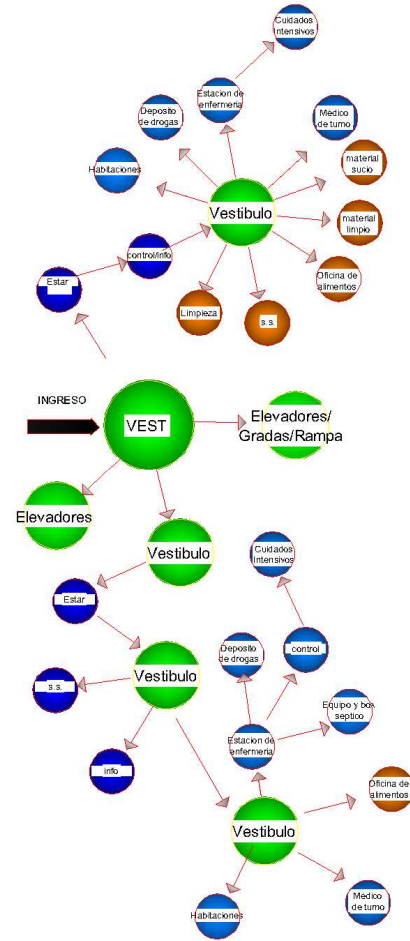 Cuidados
Intensivos
Estacion de
enfermeria
Deposito
de drogas
Medico
de turno
Habitaciones
material
sucio
Vestibulo
material
limpio
control/info
Estar
Oficina de
alimentos
Limpieza
s.s.
INGRESO
VEST
Elevadores/
Gradas/Rampa
Elevadores
Vestibulo
Cuidados
Intensivos
Estar
Deposito
de drogas
control
Vestibulo
s.s.
Equipo y box
septico
Estacion de
enfermeria
Info
Oficina de
alimentos
Vestibulo
Medico
de turno
Habitaciones